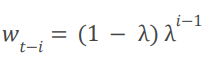 w_{t−i} = (1 − λ) λ^{i−1}